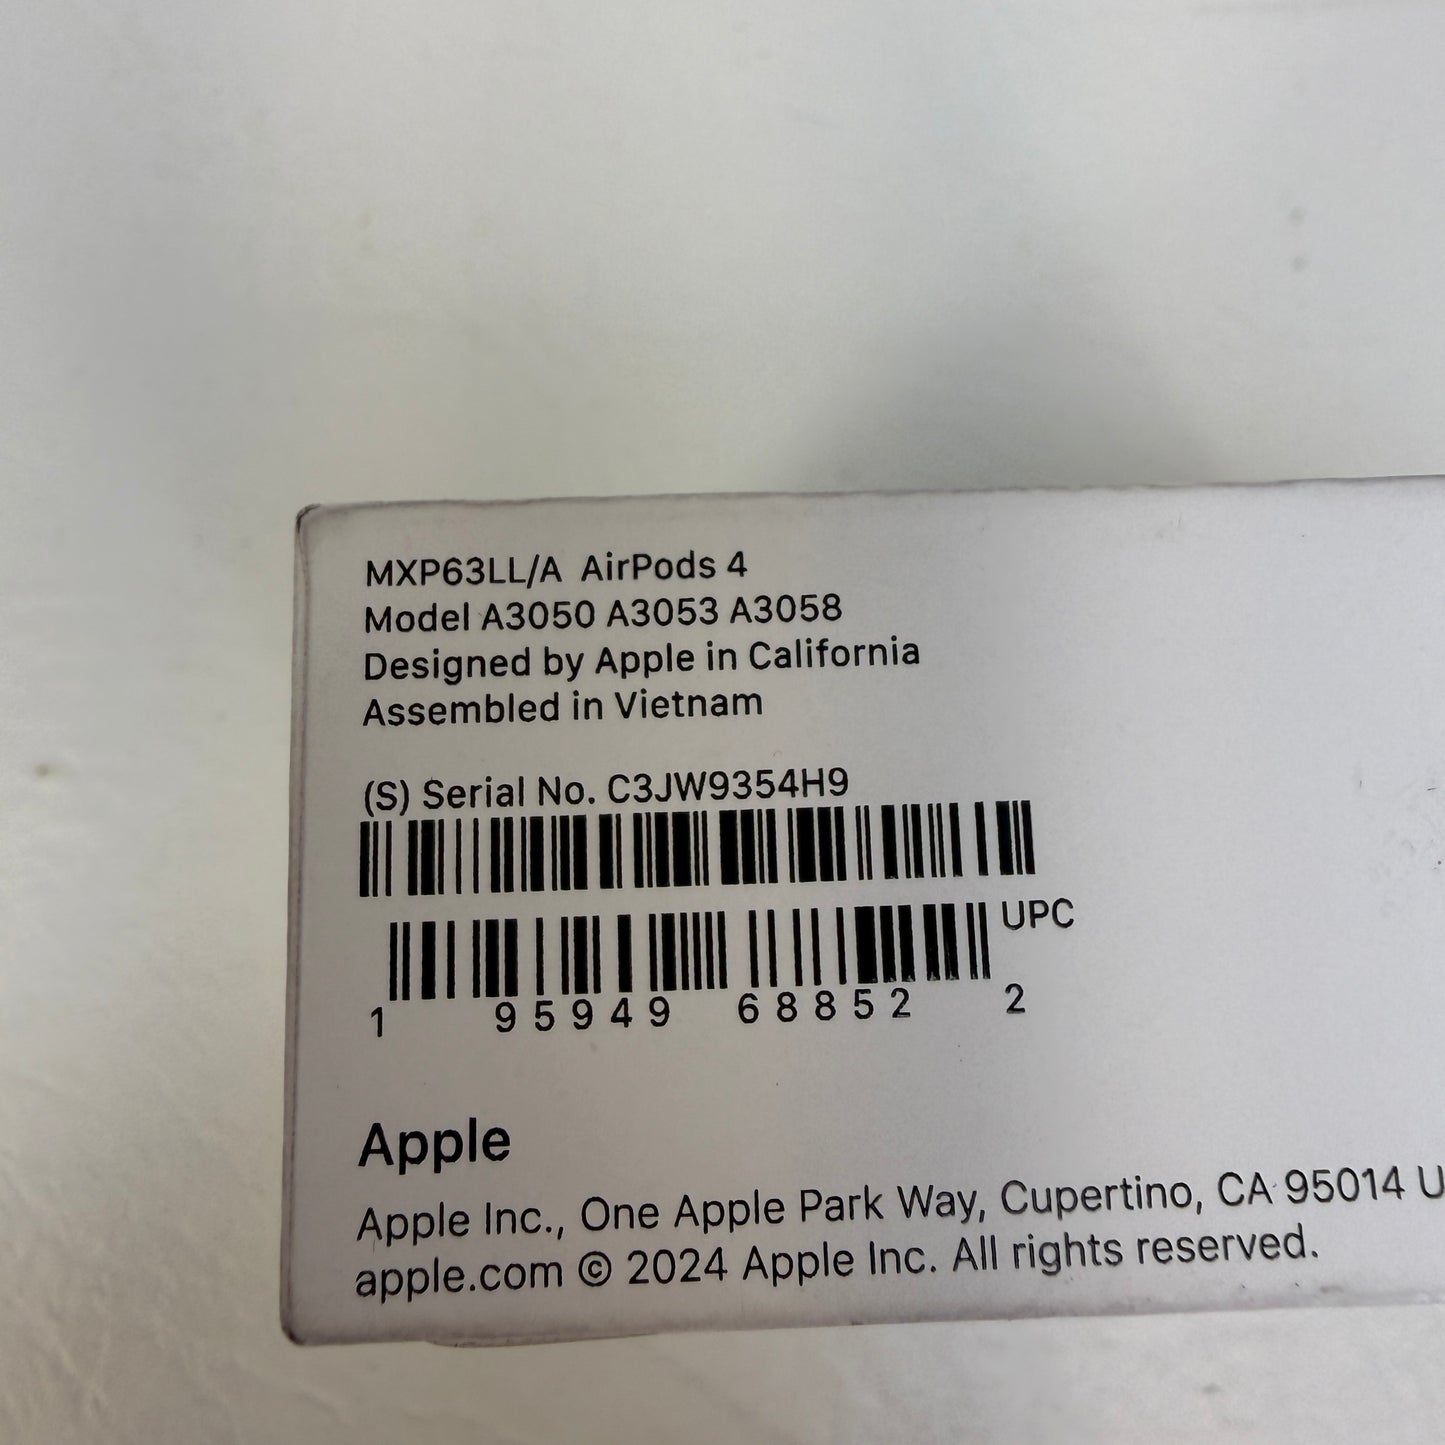 MXP63LL/A AirPods 4
Model A3050 A3053 A3058
Designed by Apple in California
Assembled in Vietnam
(S) Serial No. C3JW9354H9
UPC
1 95949 68852 2
Apple
Apple Inc., One Apple Park Way, Cupertino, CA 95014 U
apple.com © 2024 Apple Inc. All rights reserved.